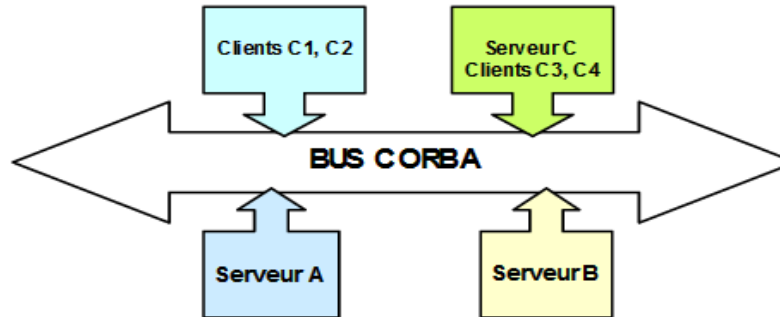 Clients C1, C2
Serveur C
Clients C3, C4
BUS CORBA
Serveur A
Serveur B